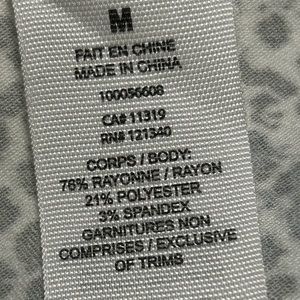 M
FAIT EN CHINE
MADE IN CHINA
100056608
CA# 11319
RN# 121340
CORPS / BODY:
76% RAYONNE / RAYON
21% POLYESTER
3% SPANDEX
GARNITURES NON
COMPRISES / EXCLUSIVE
OF TRIMS